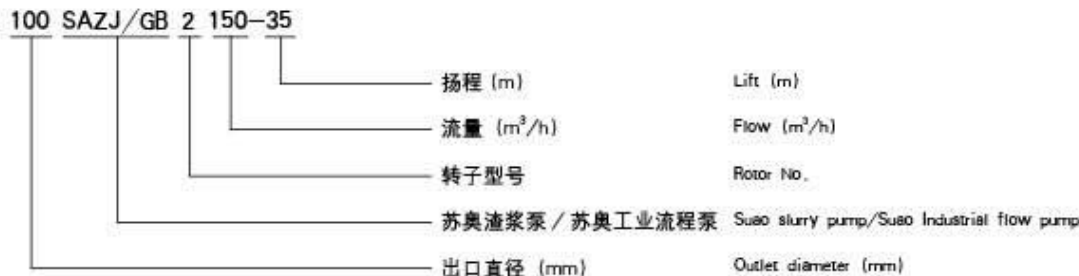 100 SAZJ/GB 2 150-35
扬程 (m) Lift (m)
流量 (m³/h) Flow (m³/h)
转子型号 Rotor No.
苏奥渣浆泵 / 苏奥工业流程泵 Suao slurry pump/Suao Industrial flow pump
出口直径 (mm) Outlet diameter (mm)